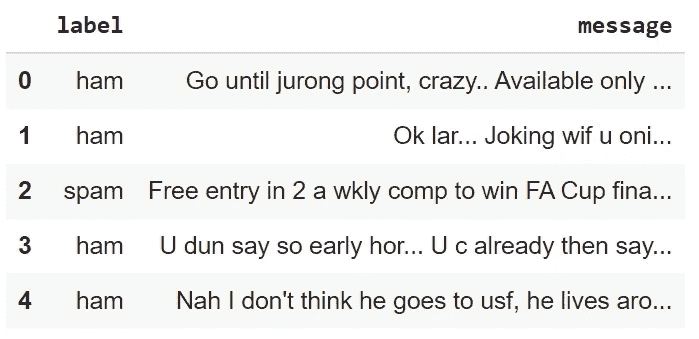 label message
0 ham Go until jurong point, crazy.. Available only ...
1 ham Ok lar... Joking wif u oni...
2 spam Free entry in 2 a wkly comp to win FA Cup fina...
3 ham U dun say so early hor... U c already then say...
4 ham Nah I don't think he goes to usf, he lives aro...